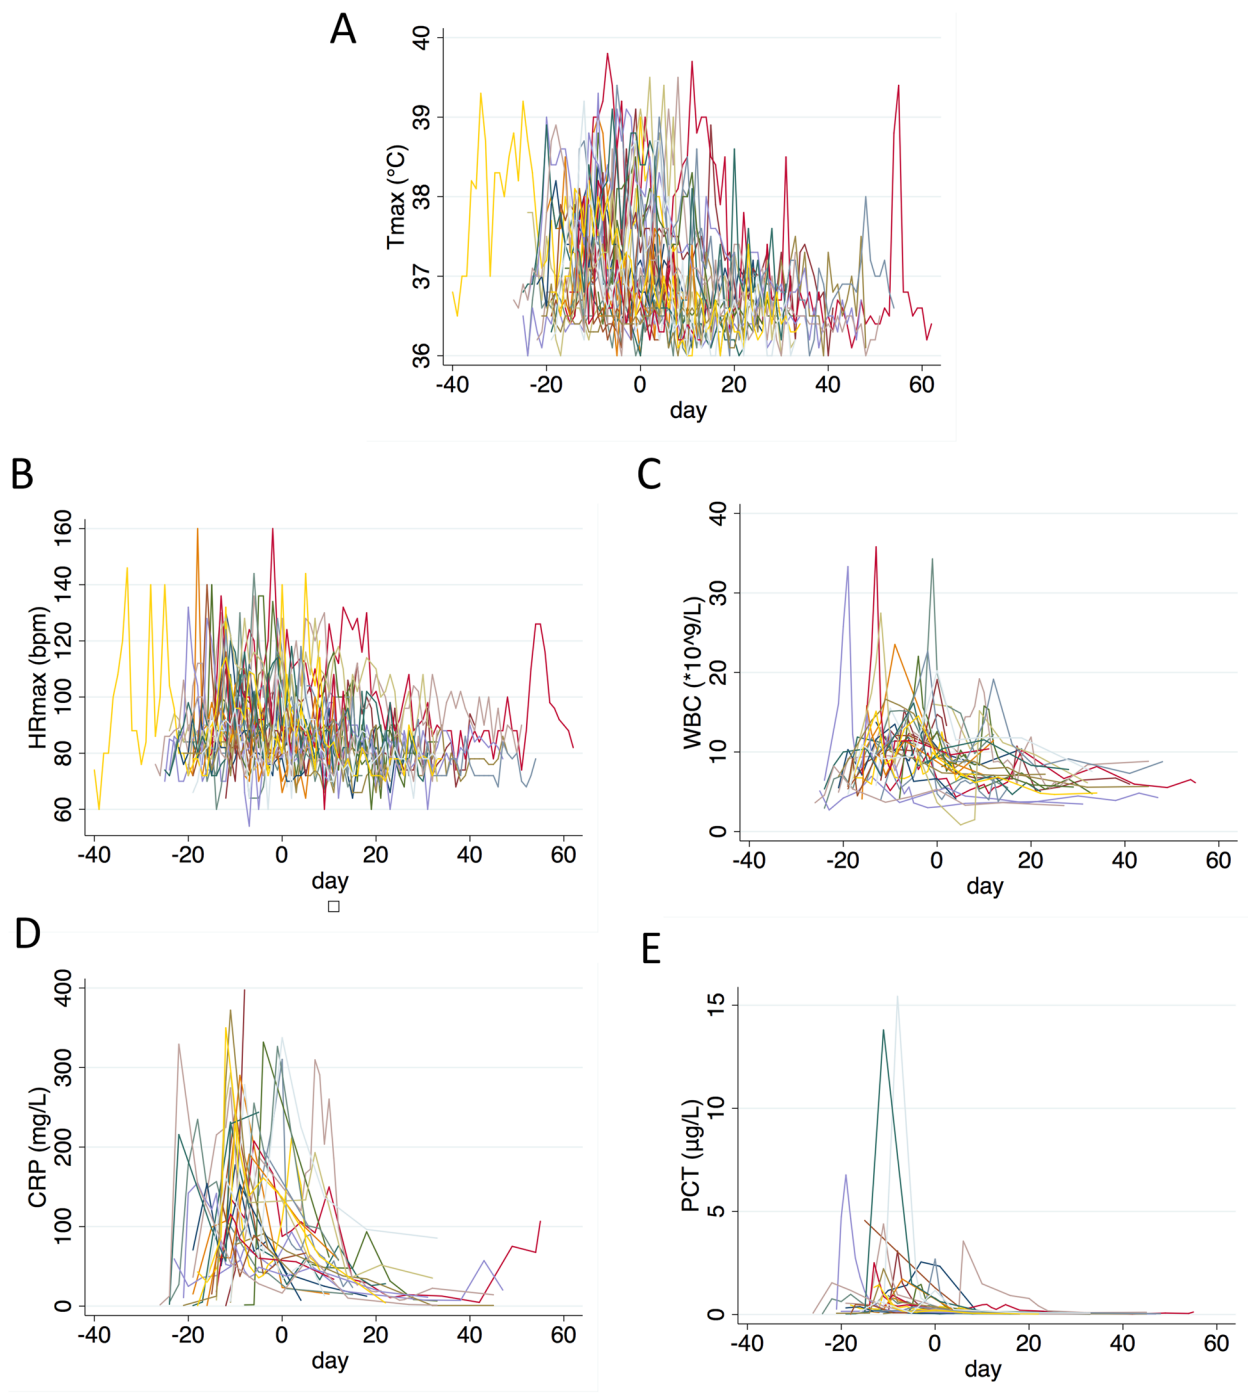 A
40
39
38
37
36
Tmax (°C)
-40 -20 0 20 40 60
day
B
160
140
120
100
80
60
HRmax (bpm)
-40 -20 0 20 40 60
day
C
40
30
20
10
0
WBC (*10^9/L)
-40 -20 0 20 40 60
day
D
400
300
200
100
0
CRP (mg/L)
-40 -20 0 20 40 60
day
E
15
10
5
0
PCT (µg/L)
-40 -20 0 20 40 60
day